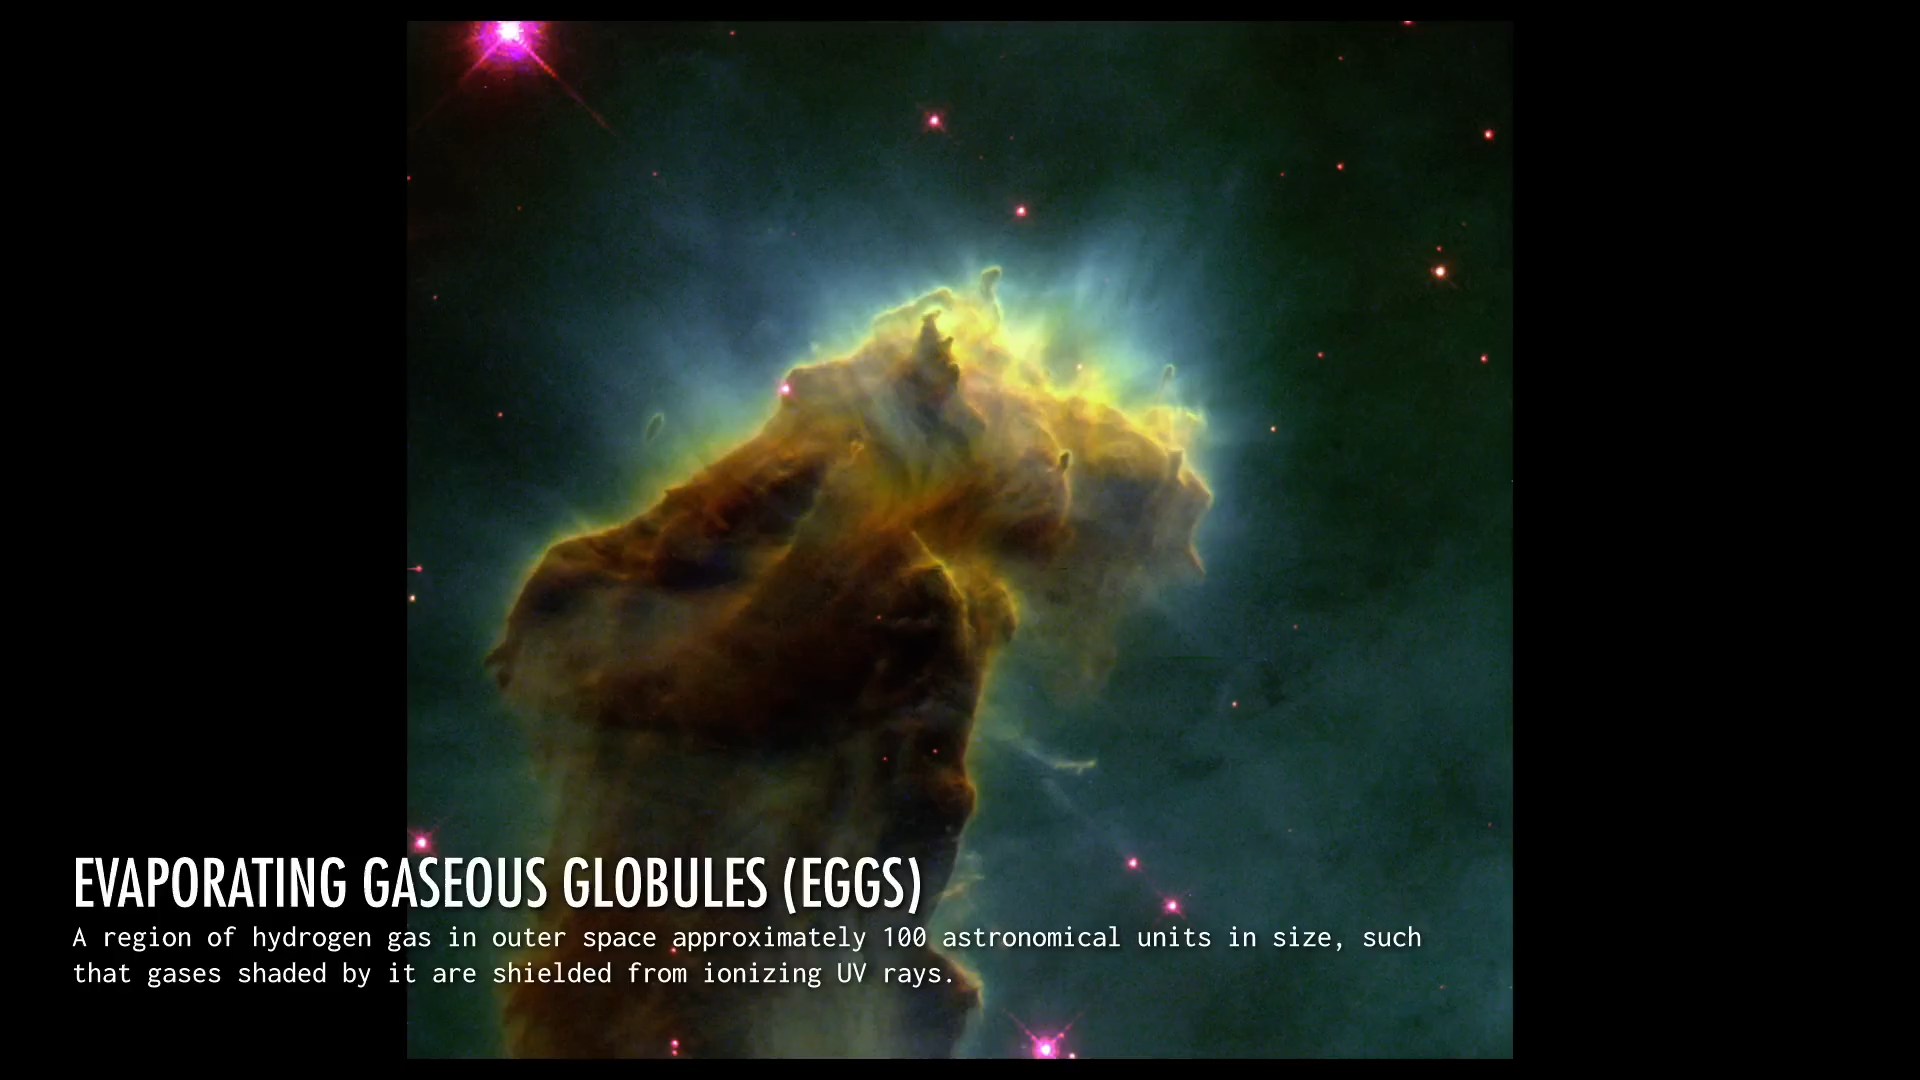 EVAPORATING GASEOUS GLOBULES (EGGS)
A region of hydrogen gas in outer space approximately 100 astronomical units in size, such
that gases shaded by it are shielded from ionizing UV rays.